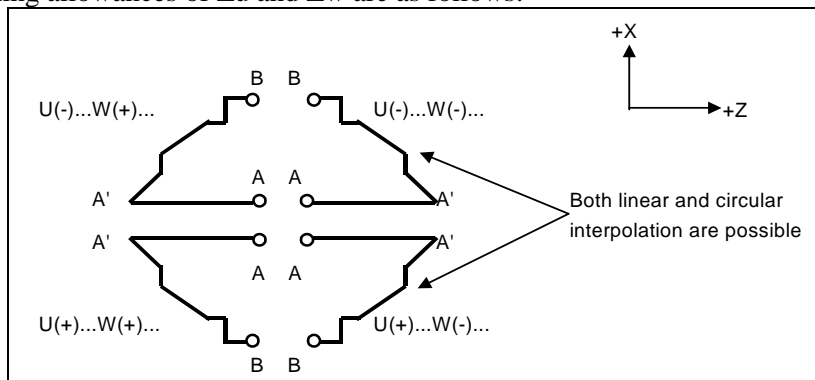 ing allowances of Δu and Δw are as follows:
+X
B B
U(-)...W(+)... U(-)...W(-)...
+Z
A A
A' A'
Both linear and circular
interpolation are possible
A' A'
A A
U(+)...W(+)... U(+)...W(-)...
B B